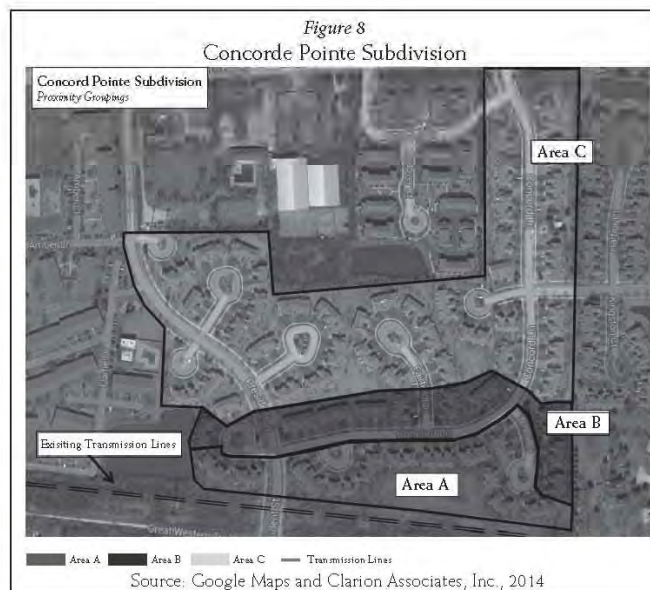 Figure 8
Concorde Pointe Subdivision
Concord Pointe Subdivision
Proximity Groupings
Area C
Area B
Exisiting Transmission Lines
Area A
Area A Area B Area C Transmission Lines
Source: Google Maps and Clarion Associates, Inc., 2014